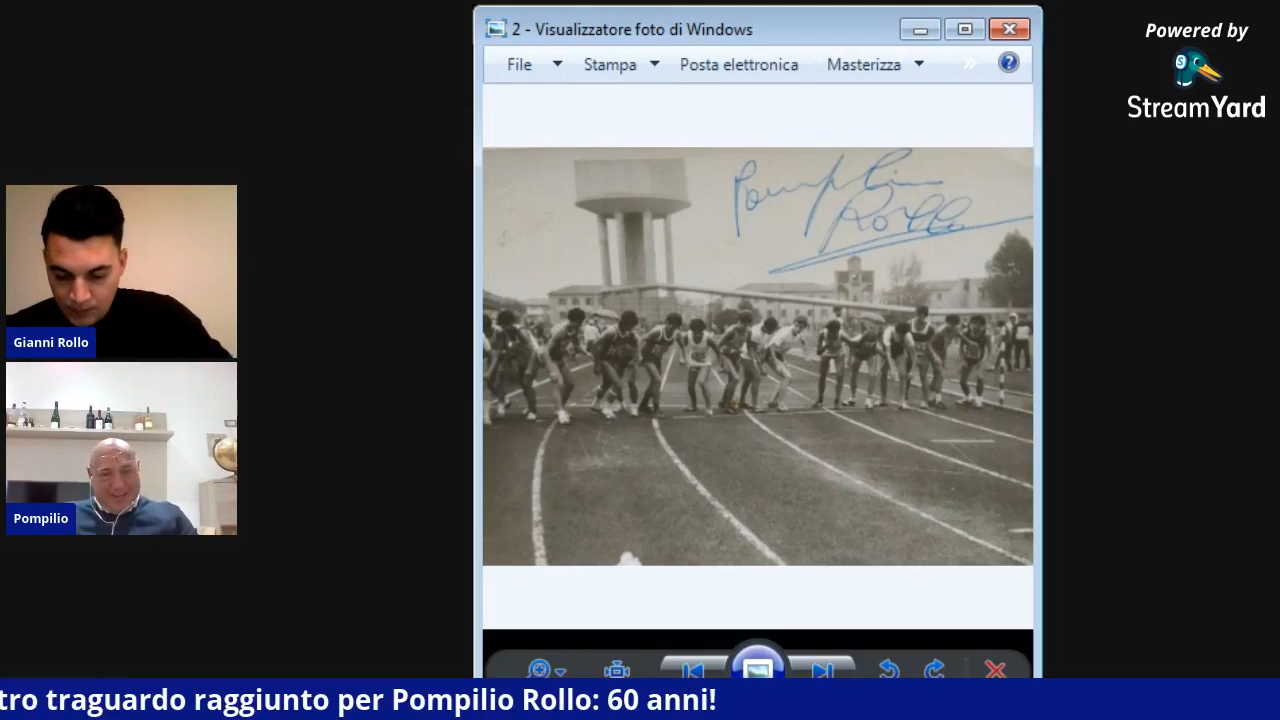 2 - Visualizzatore foto di Windows
File Stampa Posta elettronica Masterizza
Powered by
StreamYard
Pompilio
Rollo
Gianni Rollo
Pompilio
tro traguardo raggiunto per Pompilio Rollo: 60 anni!